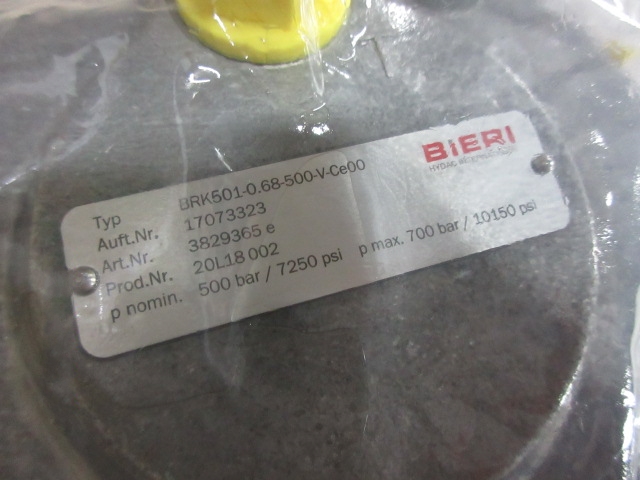 BIERI
Typ BRK501-0.68-500-V-Ce00
Auft.Nr. 17073323
Art.Nr. 3829365 e
Prod.Nr. 20L18 002
p nomin. 500 bar / 7250 psi p max. 700 bar / 10150 psi